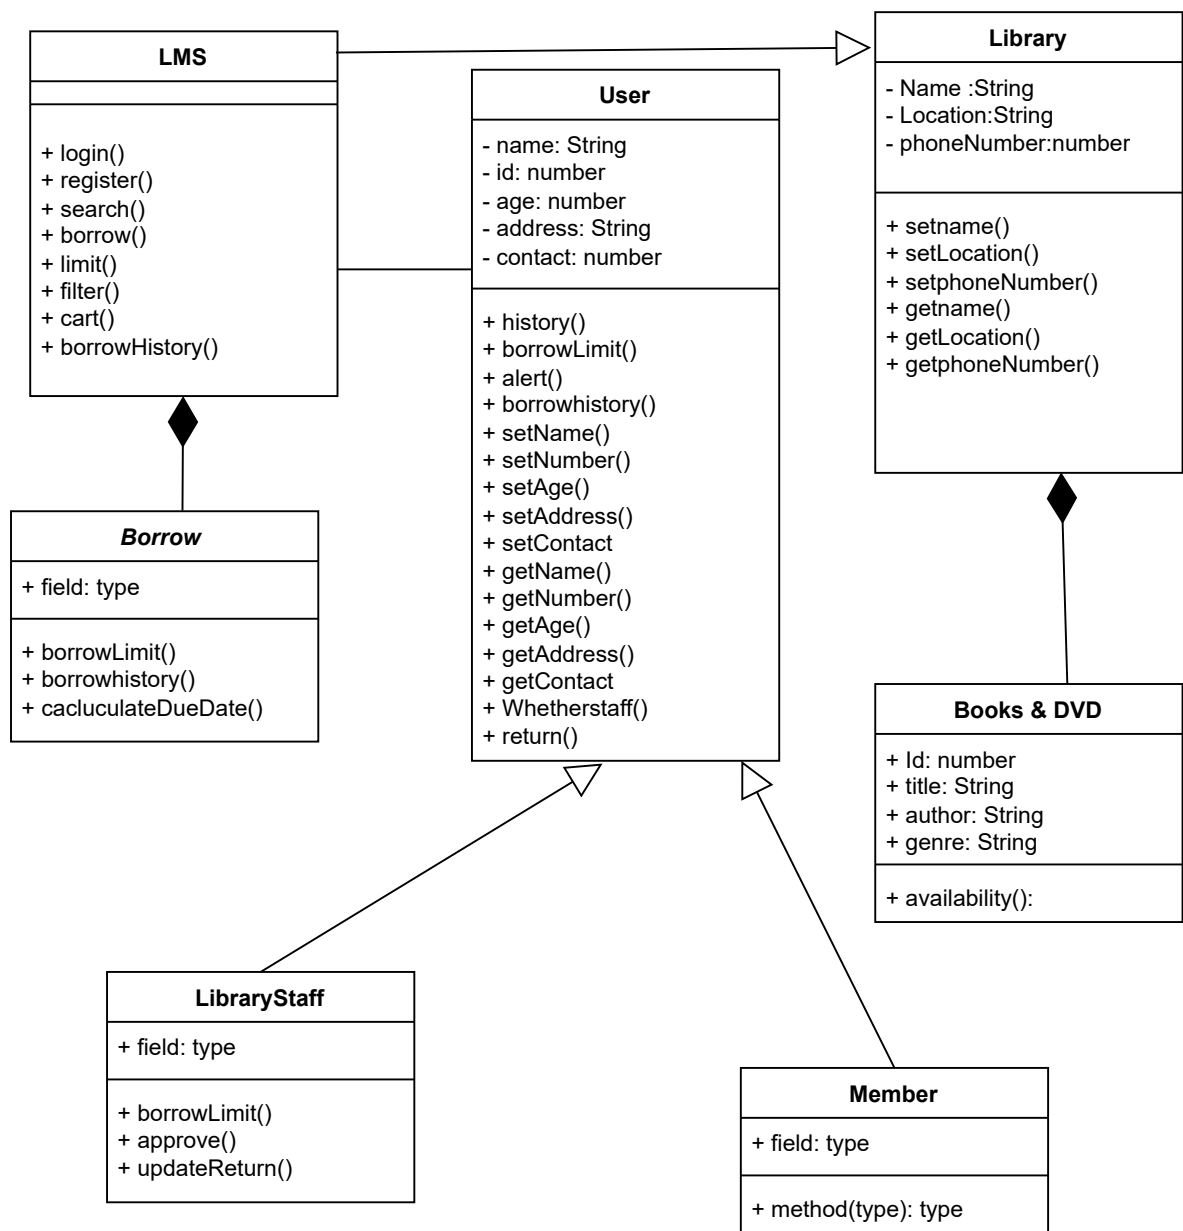 LMS
+ login()
+ register()
+ search()
+ borrow()
+ limit()
+ filter()
+ cart()
+ borrowHistory()
User
- name: String
- id: number
- age: number
- address: String
- contact: number
+ history()
+ borrowLimit()
+ alert()
+ borrowhistory()
+ setName()
+ setNumber()
+ setAge()
+ setAddress()
+ setContact
+ getName()
+ getNumber()
+ getAge()
+ getAddress()
+ getContact
+ Whetherstaff()
+ return()
Library
- Name :String
- Location:String
- phoneNumber:number
+ setname()
+ setLocation()
+ setphoneNumber()
+ getname()
+ getLocation()
+ getphoneNumber()
Borrow
+ field: type
+ borrowLimit()
+ borrowhistory()
+ cacluculateDueDate()
Books & DVD
+ Id: number
+ title: String
+ author: String
+ genre: String
+ availability():
LibraryStaff
+ field: type
+ borrowLimit()
+ approve()
+ updateReturn()
Member
+ field: type
+ method(type): type